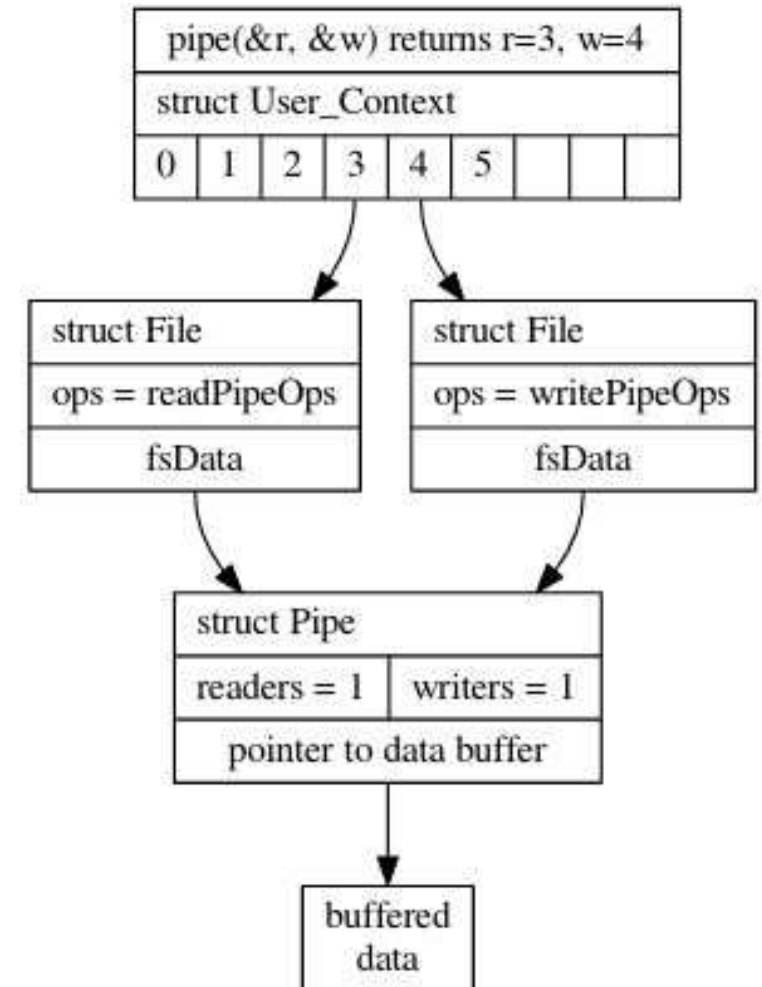 pipe(&r, &w) returns r=3, w=4
struct User_Context
0 1 2 3 4 5
struct File
ops = readPipeOps
fsData
struct File
ops = writePipeOps
fsData
struct Pipe
readers = 1 writers = 1
pointer to data buffer
buffered
data